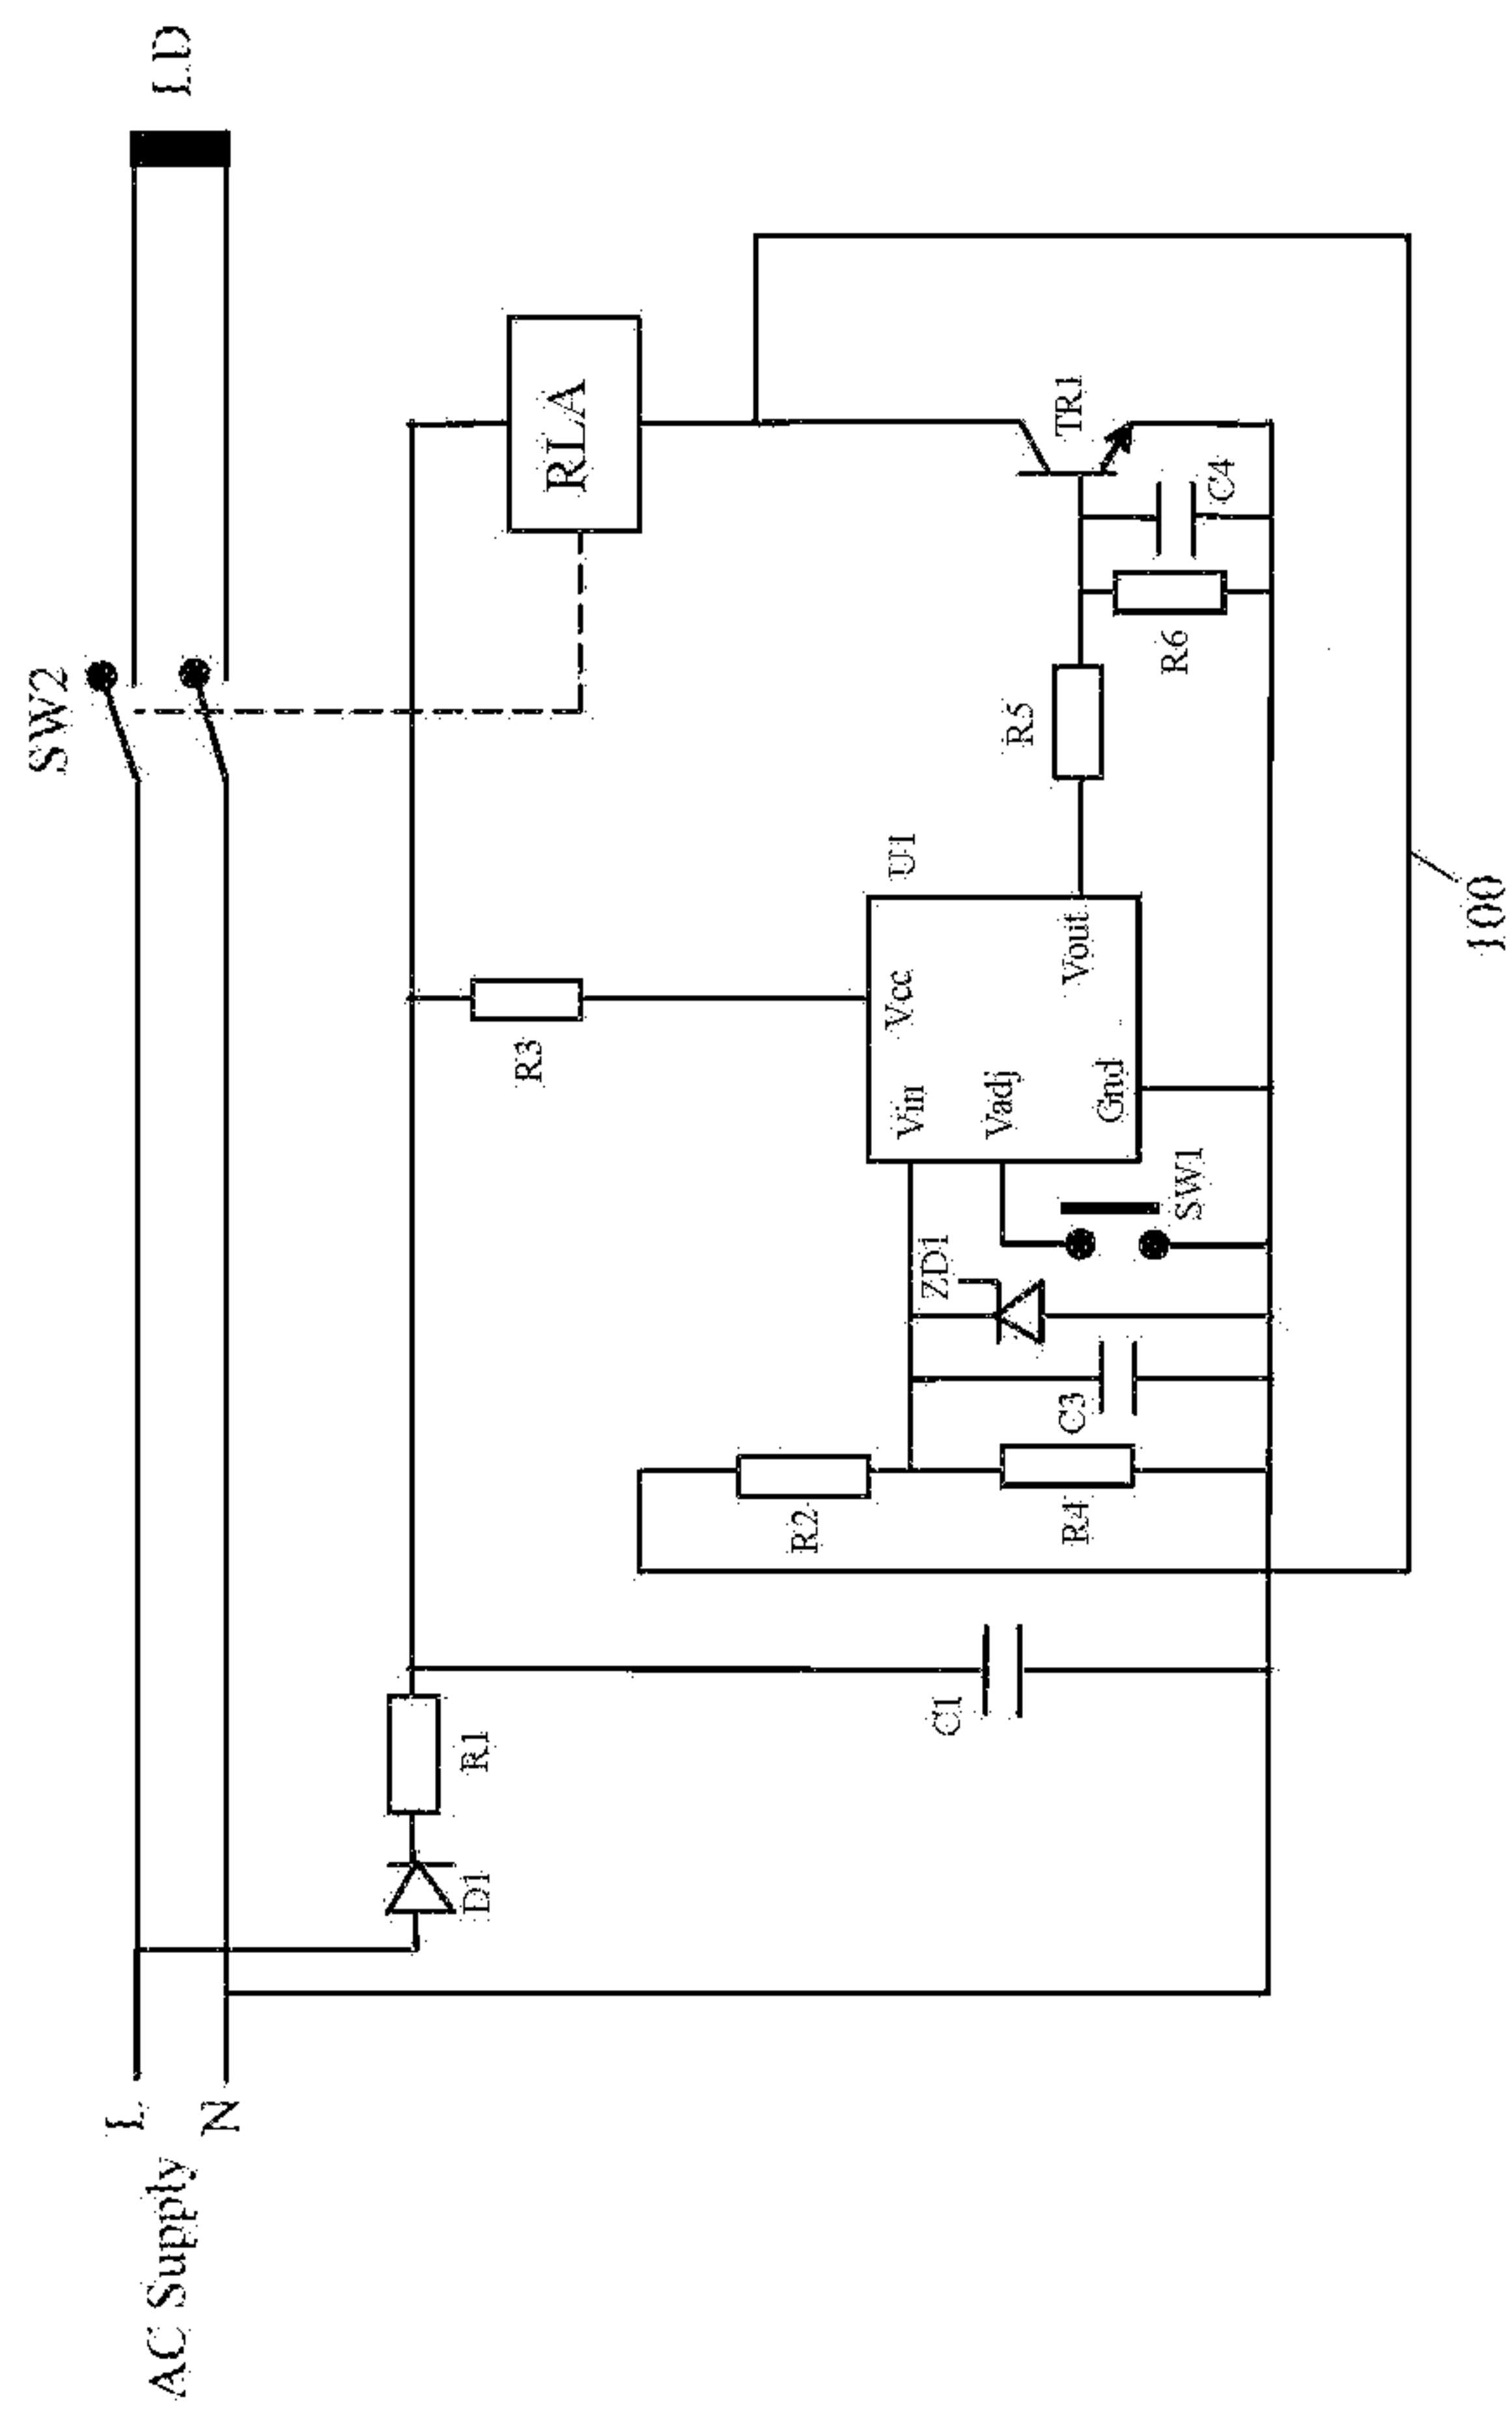 AC Supply
L
N
SW2
LD
D1
R1
C1
R3
RLA
R2
R4
C3
ZD1
SW1
U1
Vcc
Vin
Vadj
Gnd
Vout
R5
R6
C4
TR1
100